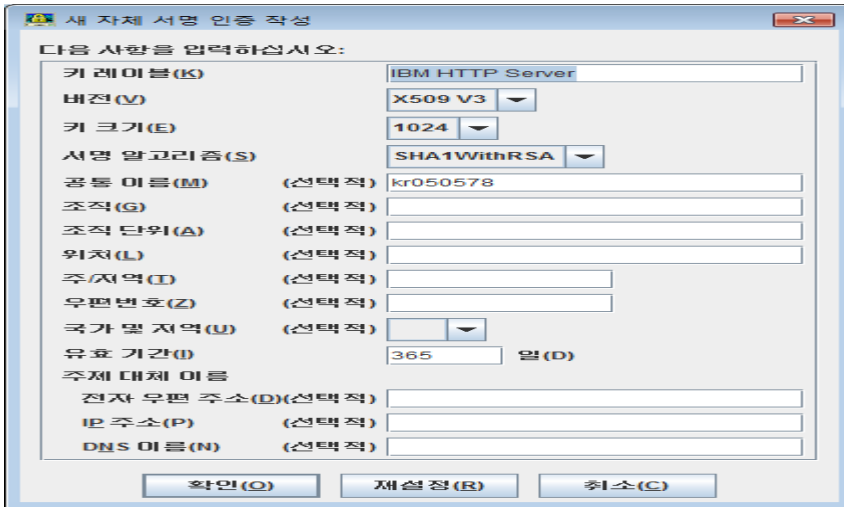 새 자체 서명 인증 작성
다음 사항을 입력하십시오:
키 레이블(K) IBM HTTP Server
버전(V) X509 V3
키 크기(E) 1024
서명 알고리즘(S) SHA1WithRSA
공통 이름(M) (선택적) kr050578
조직(G) (선택적)
조직 단위(A) (선택적)
위치(L) (선택적)
주/지역(T) (선택적)
우편번호(Z) (선택적)
국가 및 지역(U) (선택적)
유효 기간(I) 365 일(D)
주제 대체 이름
전자 우편 주소(D)(선택적)
IP 주소(P) (선택적)
DNS 이름(N) (선택적)
확인(O) 재설정(R) 취소(C)